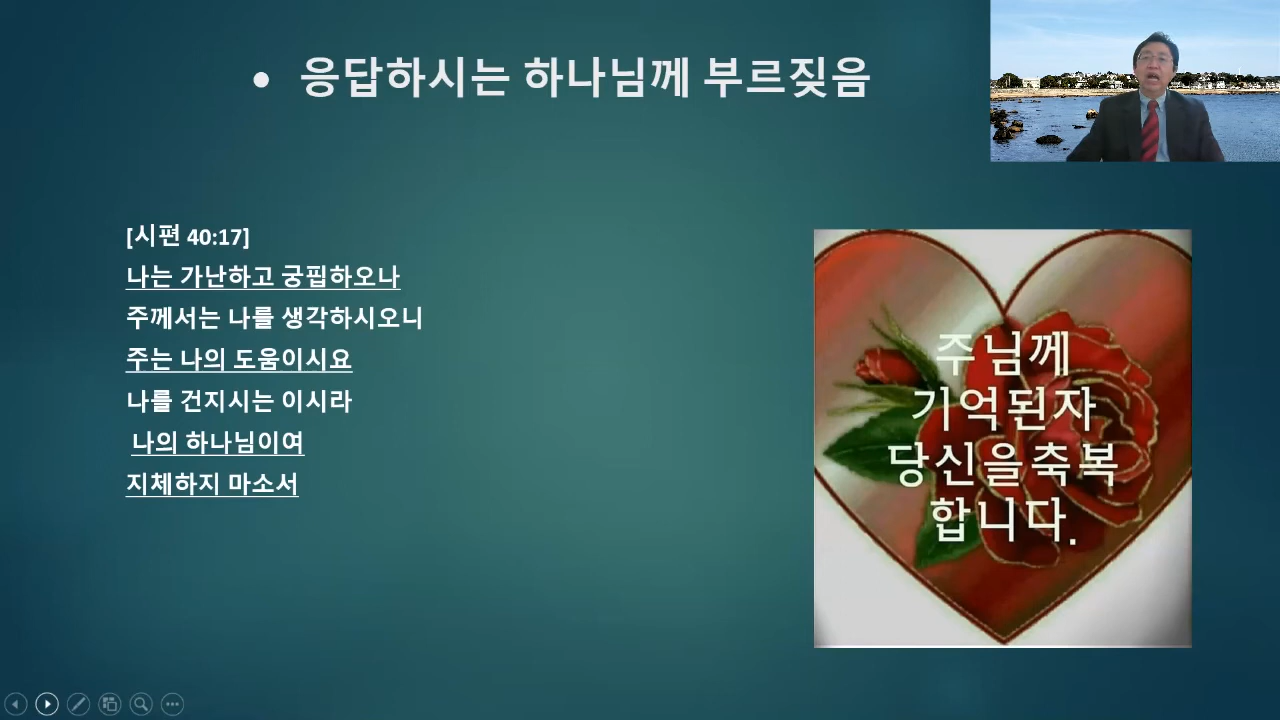 • 응답하시는 하나님께 부르짖음
[시편 40:17]
나는 가난하고 궁핍하오나
주께서는 나를 생각하시오니
주는 나의 도움이시요
나를 건지시는 이시라
나의 하나님이여
지체하지 마소서
주님께
기억된자
당신을축복
합니다.